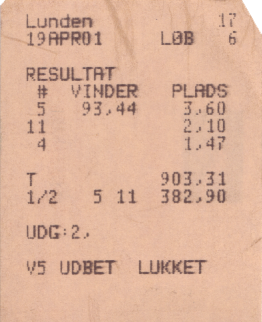 Lunden 17
19APR01 LØB 6
RESULTAT
# VINDER PLADS
5 93,44 3,60
11 2,10
4 1,47
T 903,31
1/2 5 11 382,90
UDG:2,
V5 UDBET LUKKET